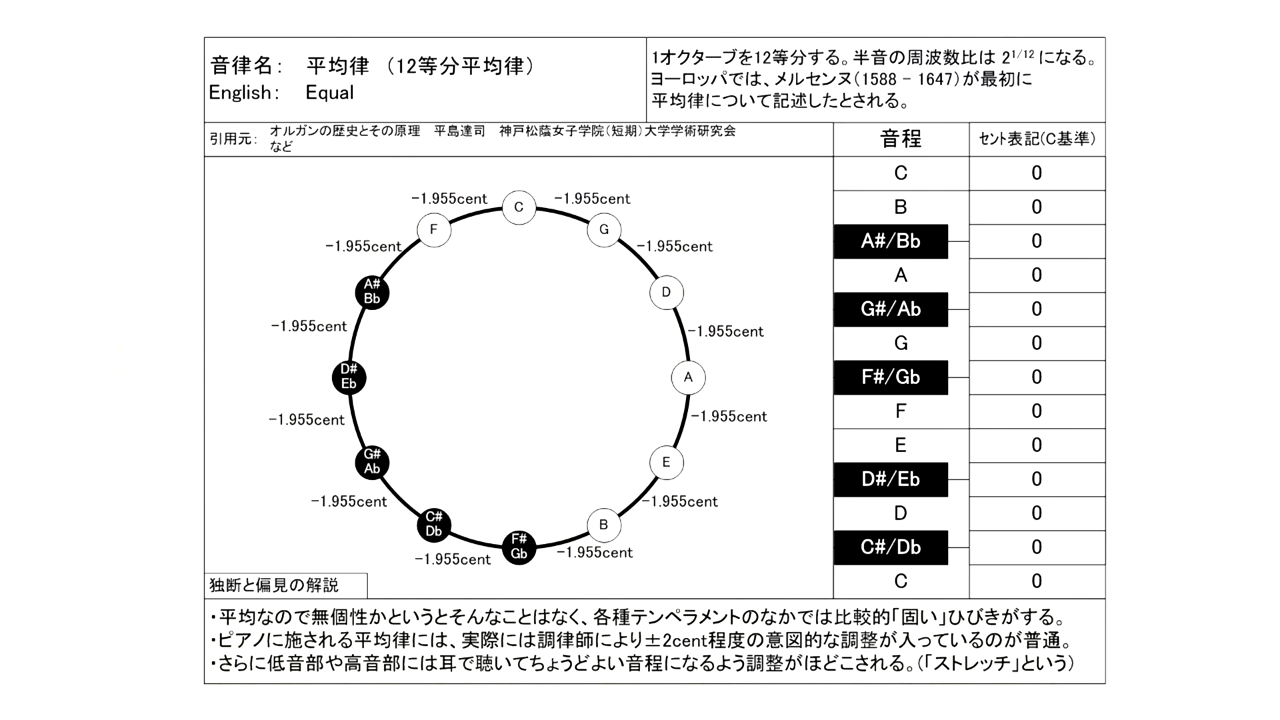 音律名： 平均律 （12等分平均律）
English： Equal
1オクターブを12等分する。半音の周波数比は 2^1/12 になる。
ヨーロッパでは、メルセンヌ（1588 - 1647）が最初に
平均律について記述したとされる。
引用元： オルガンの歴史とその原理 平島達司 神戸松蔭女子学院（短期）大学学術研究会
など
音程 セント表記（C基準）
C 0
B 0
A#/Bb 0
A 0
G#/Ab 0
G 0
F#/Gb 0
F 0
E 0
D#/Eb 0
D 0
C#/Db 0
C 0
C
-1.955cent
G
-1.955cent
D
-1.955cent
A
-1.955cent
E
-1.955cent
B
-1.955cent
F#
Gb
-1.955cent
C#
Db
-1.955cent
G#
Ab
-1.955cent
D#
Eb
-1.955cent
A#
Bb
-1.955cent
F
-1.955cent
独断と偏見の解説
・平均なので無個性かというとそんなことはなく、各種テンペラメントのなかでは比較的「固い」ひびきがする。
・ピアノに施される平均律には、実際には調律師により±2cent程度の意図的な調整が入っているのが普通。
・さらに低音部や高音部には耳で聴いてちょうどよい音程になるよう調整がほどこされる。（「ストレッチ」という）